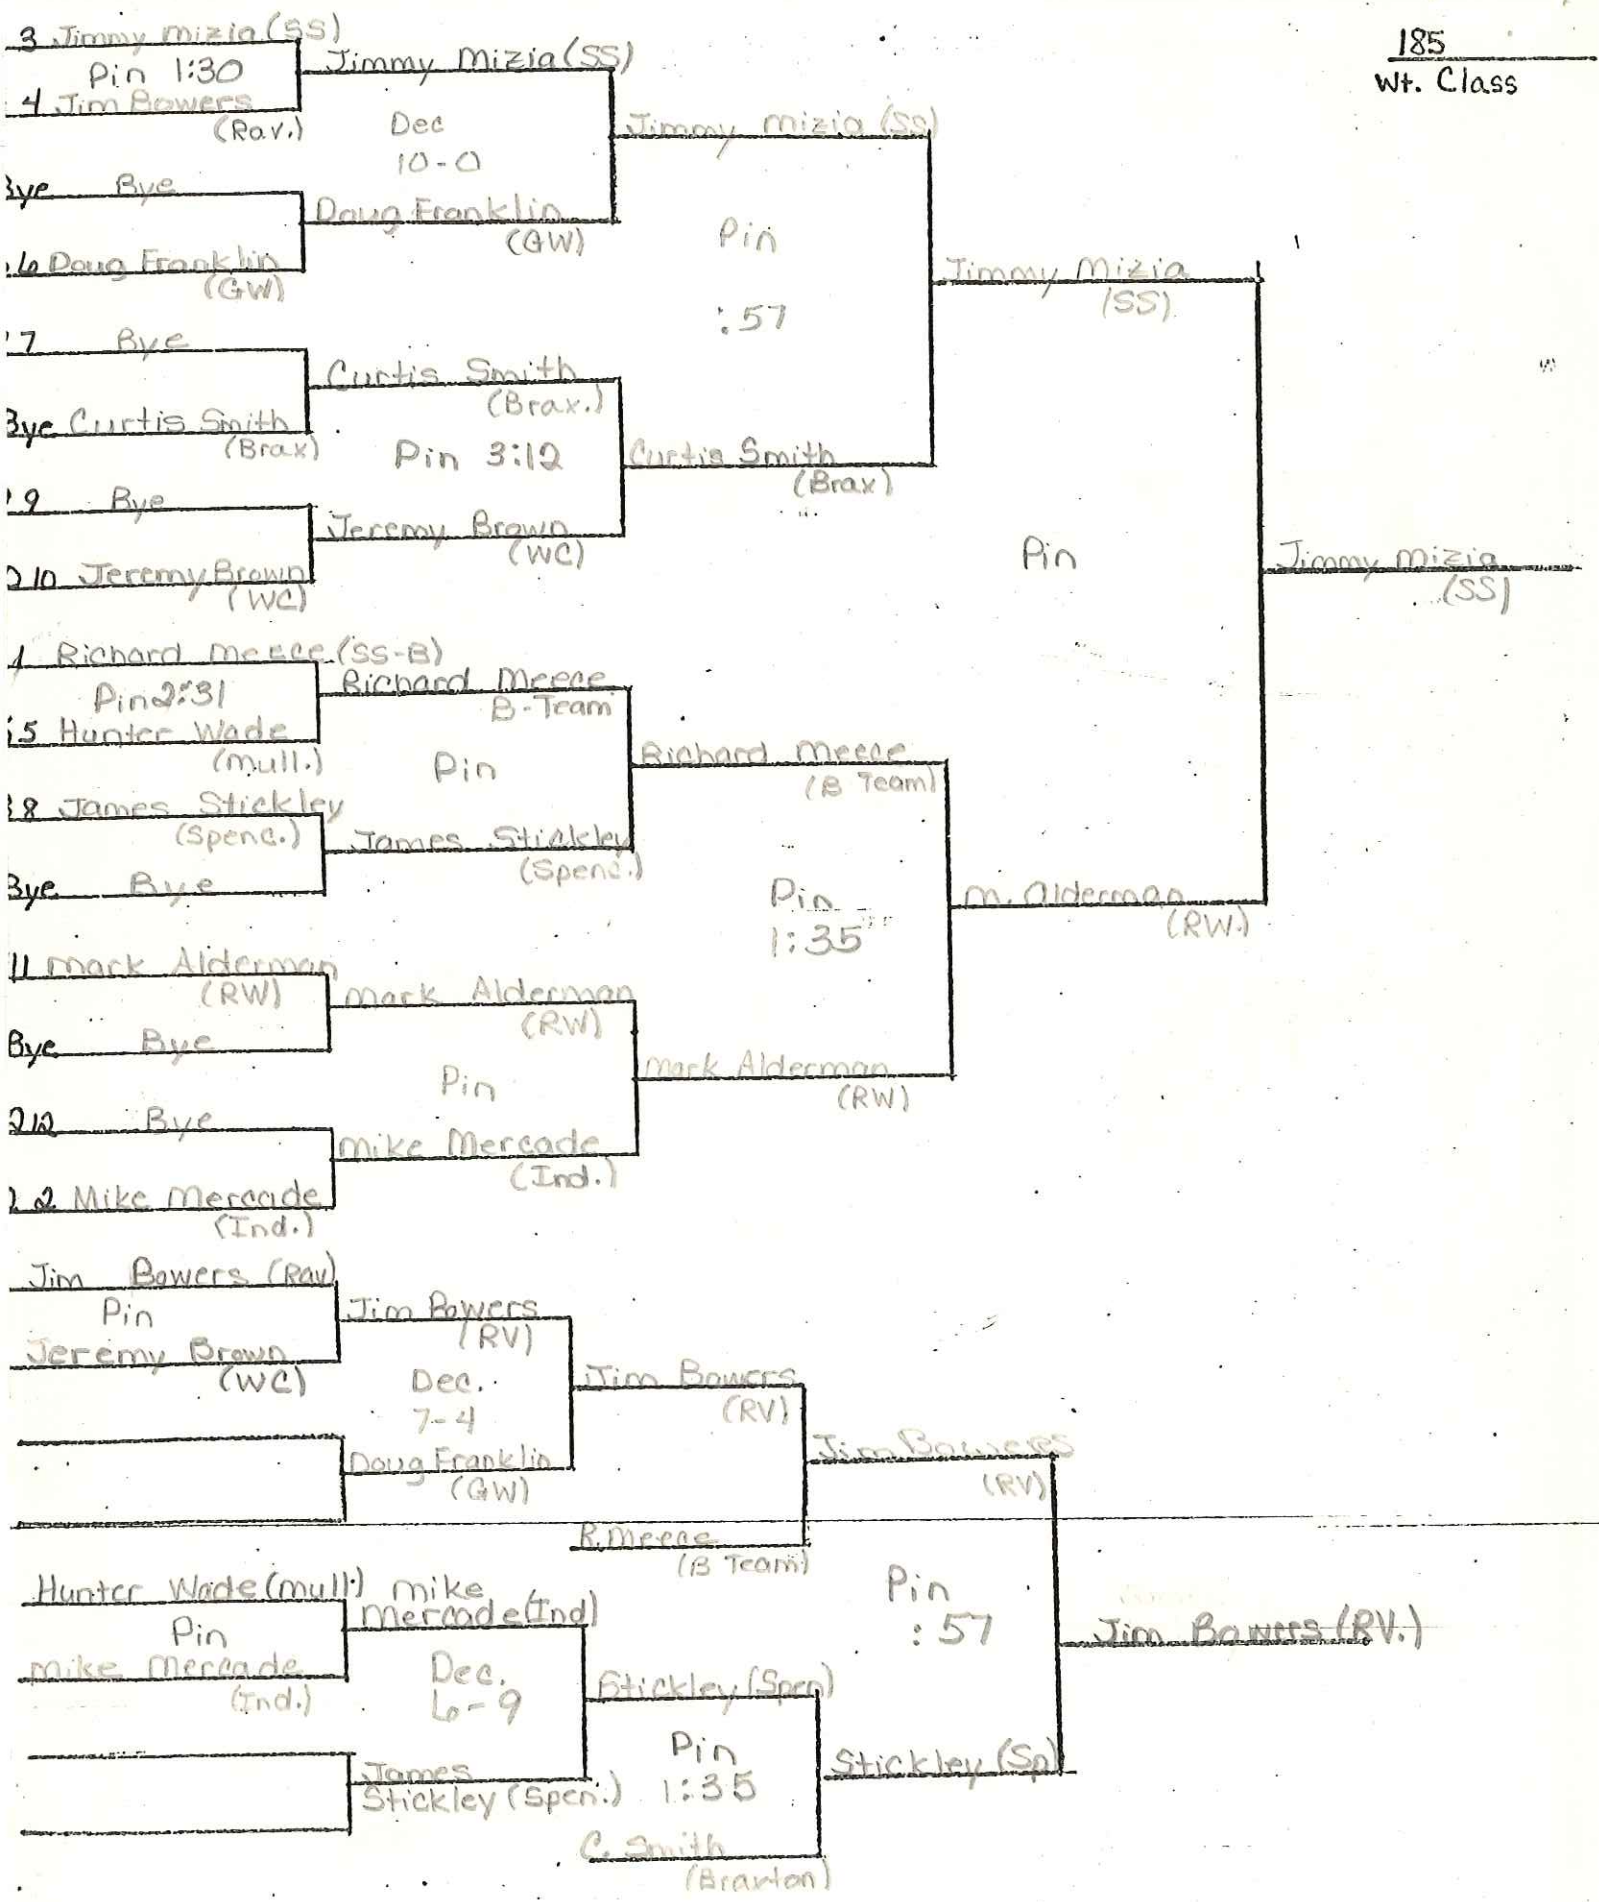 185
Wt. Class
3 Jimmy Mizia (SS)
Pin 1:30
4 Jim Bowers
(Rav.)
Jimmy Mizia (SS)
Dec
10-0
Bye Bye
6 Doug Franklin
(GW)
Doug Franklin
(GW)
Jimmy Mizia (SS)
Pin
:57
7 Bye
Bye Curtis Smith
(Brax)
Curtis Smith
(Brax.)
Pin 3:12
9 Bye
10 Jeremy Brown
(WC)
Jeremy Brown
(WC)
Curtis Smith
(Brax)
Jimmy Mizia
(SS)
Pin
Jimmy Mizia
(SS)
1 Richard Meece (SS-B)
Pin 2:31
5 Hunter Wade
(Mull.)
Richard Meece
B-Team
Pin
8 James Stickley
(Spenc.)
Bye Bye
James Stickley
(Spenc.)
Richard Meece
(B Team)
Pin
1:35
11 Mark Alderman
(RW)
Bye Bye
Mark Alderman
(RW)
Pin
12 Bye
2 Mike Mercade
(Ind.)
Mike Mercade
(Ind.)
Mark Alderman
(RW)
M. Alderman
(RW.)
Jim Bowers (Rav)
Pin
Jeremy Brown
(WC)
Jim Bowers
(RV)
Dec.
7-4
Doug Franklin
(GW)
Jim Bowers
(RV)
R. Meece
(B Team)
Jim Boweres
(RV)
Pin
:57
Hunter Wade (Mull.)
Pin
Mike Mercade
(Ind.)
Mike
Mercade (Ind)
Dec.
6-9
James
Stickley (Spen.)
Stickley (Spen)
Pin
1:35
C. Smith
(Braxton)
Stickley (Sp)
Jim Bowers (RV.)